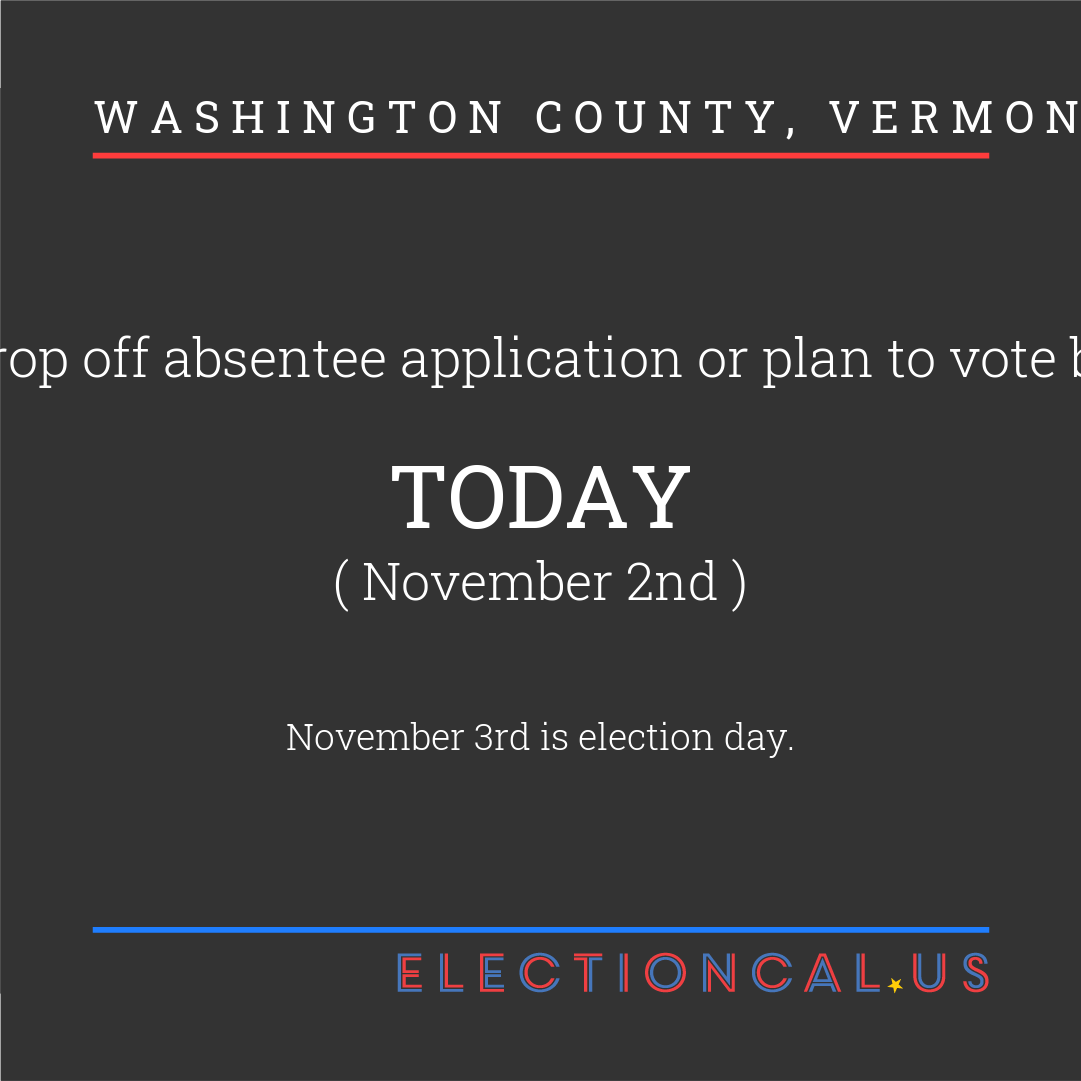 WASHINGTON COUNTY, VERMON
rop off absentee application or plan to vote b
TODAY
( November 2nd )
November 3rd is election day.
ELECTIONCAL.US